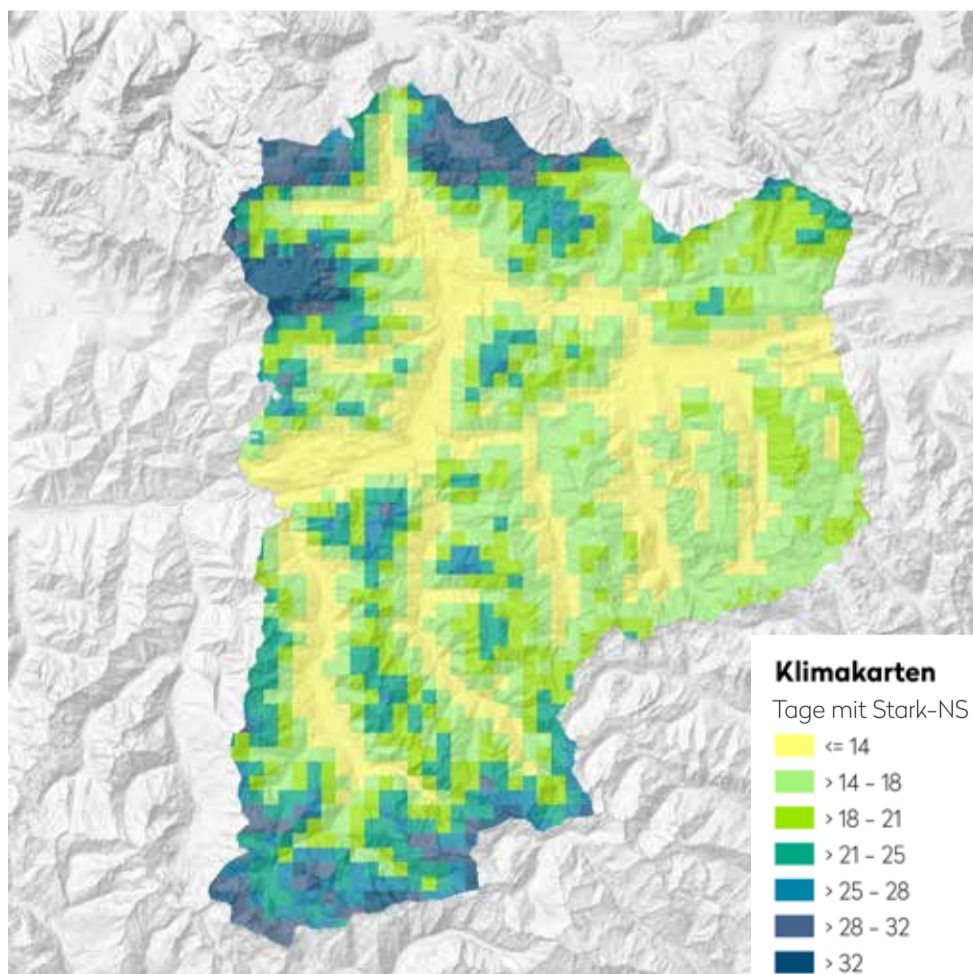 Klimakarten
Tage mit Stark-NS
<= 14
> 14 - 18
> 18 - 21
> 21 - 25
> 25 - 28
> 28 - 32
> 32